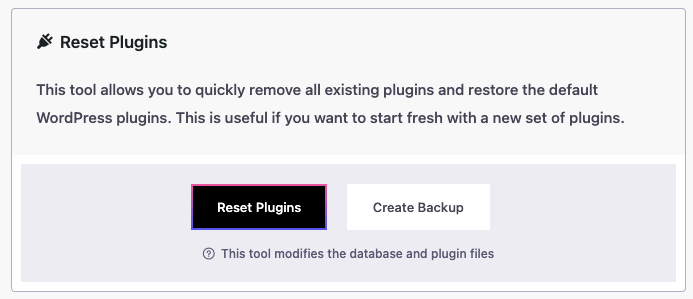 Reset Plugins
This tool allows you to quickly remove all existing plugins and restore the default
WordPress plugins. This is useful if you want to start fresh with a new set of plugins.
Reset Plugins Create Backup
This tool modifies the database and plugin files